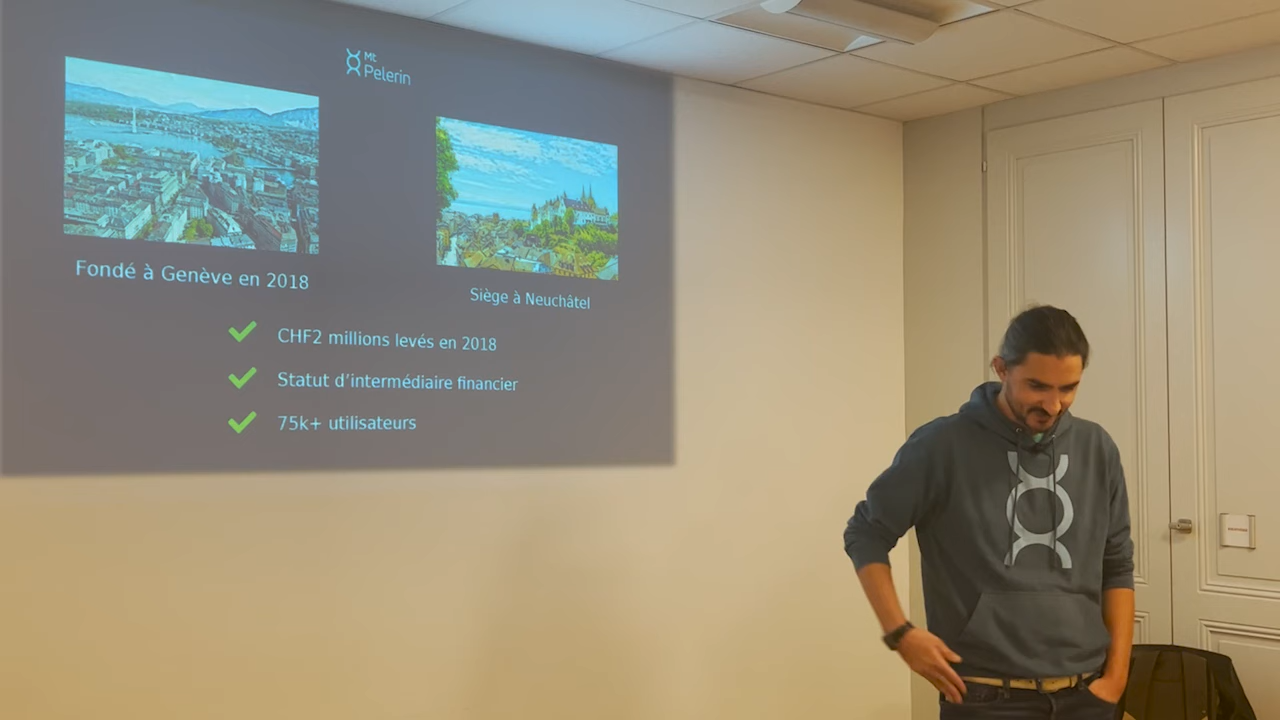 Mt
Pelerin
Fondé à Genève en 2018
Siège à Neuchâtel
CHF2 millions levés en 2018
Statut d'intermédiaire financier
75k+ utilisateurs